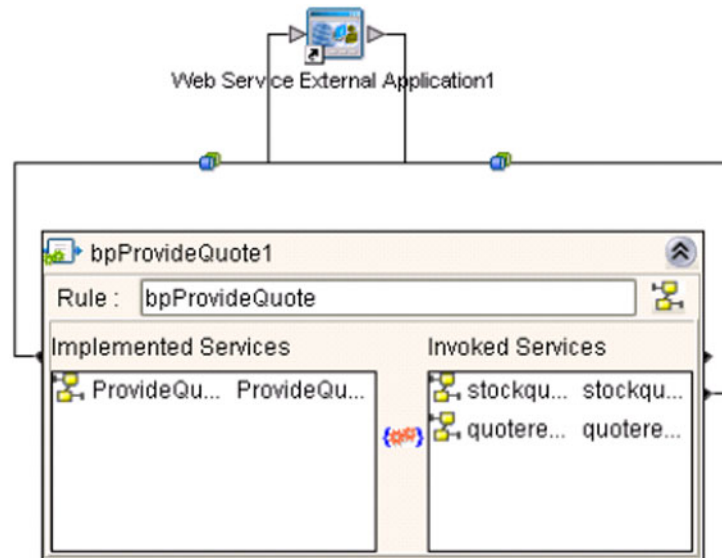 Web Service External Application1
bpProvideQuote1
Rule : bpProvideQuote
Implemented Services Invoked Services
ProvideQu... ProvideQu... stockqu... stockqu...
quotere... quotere...